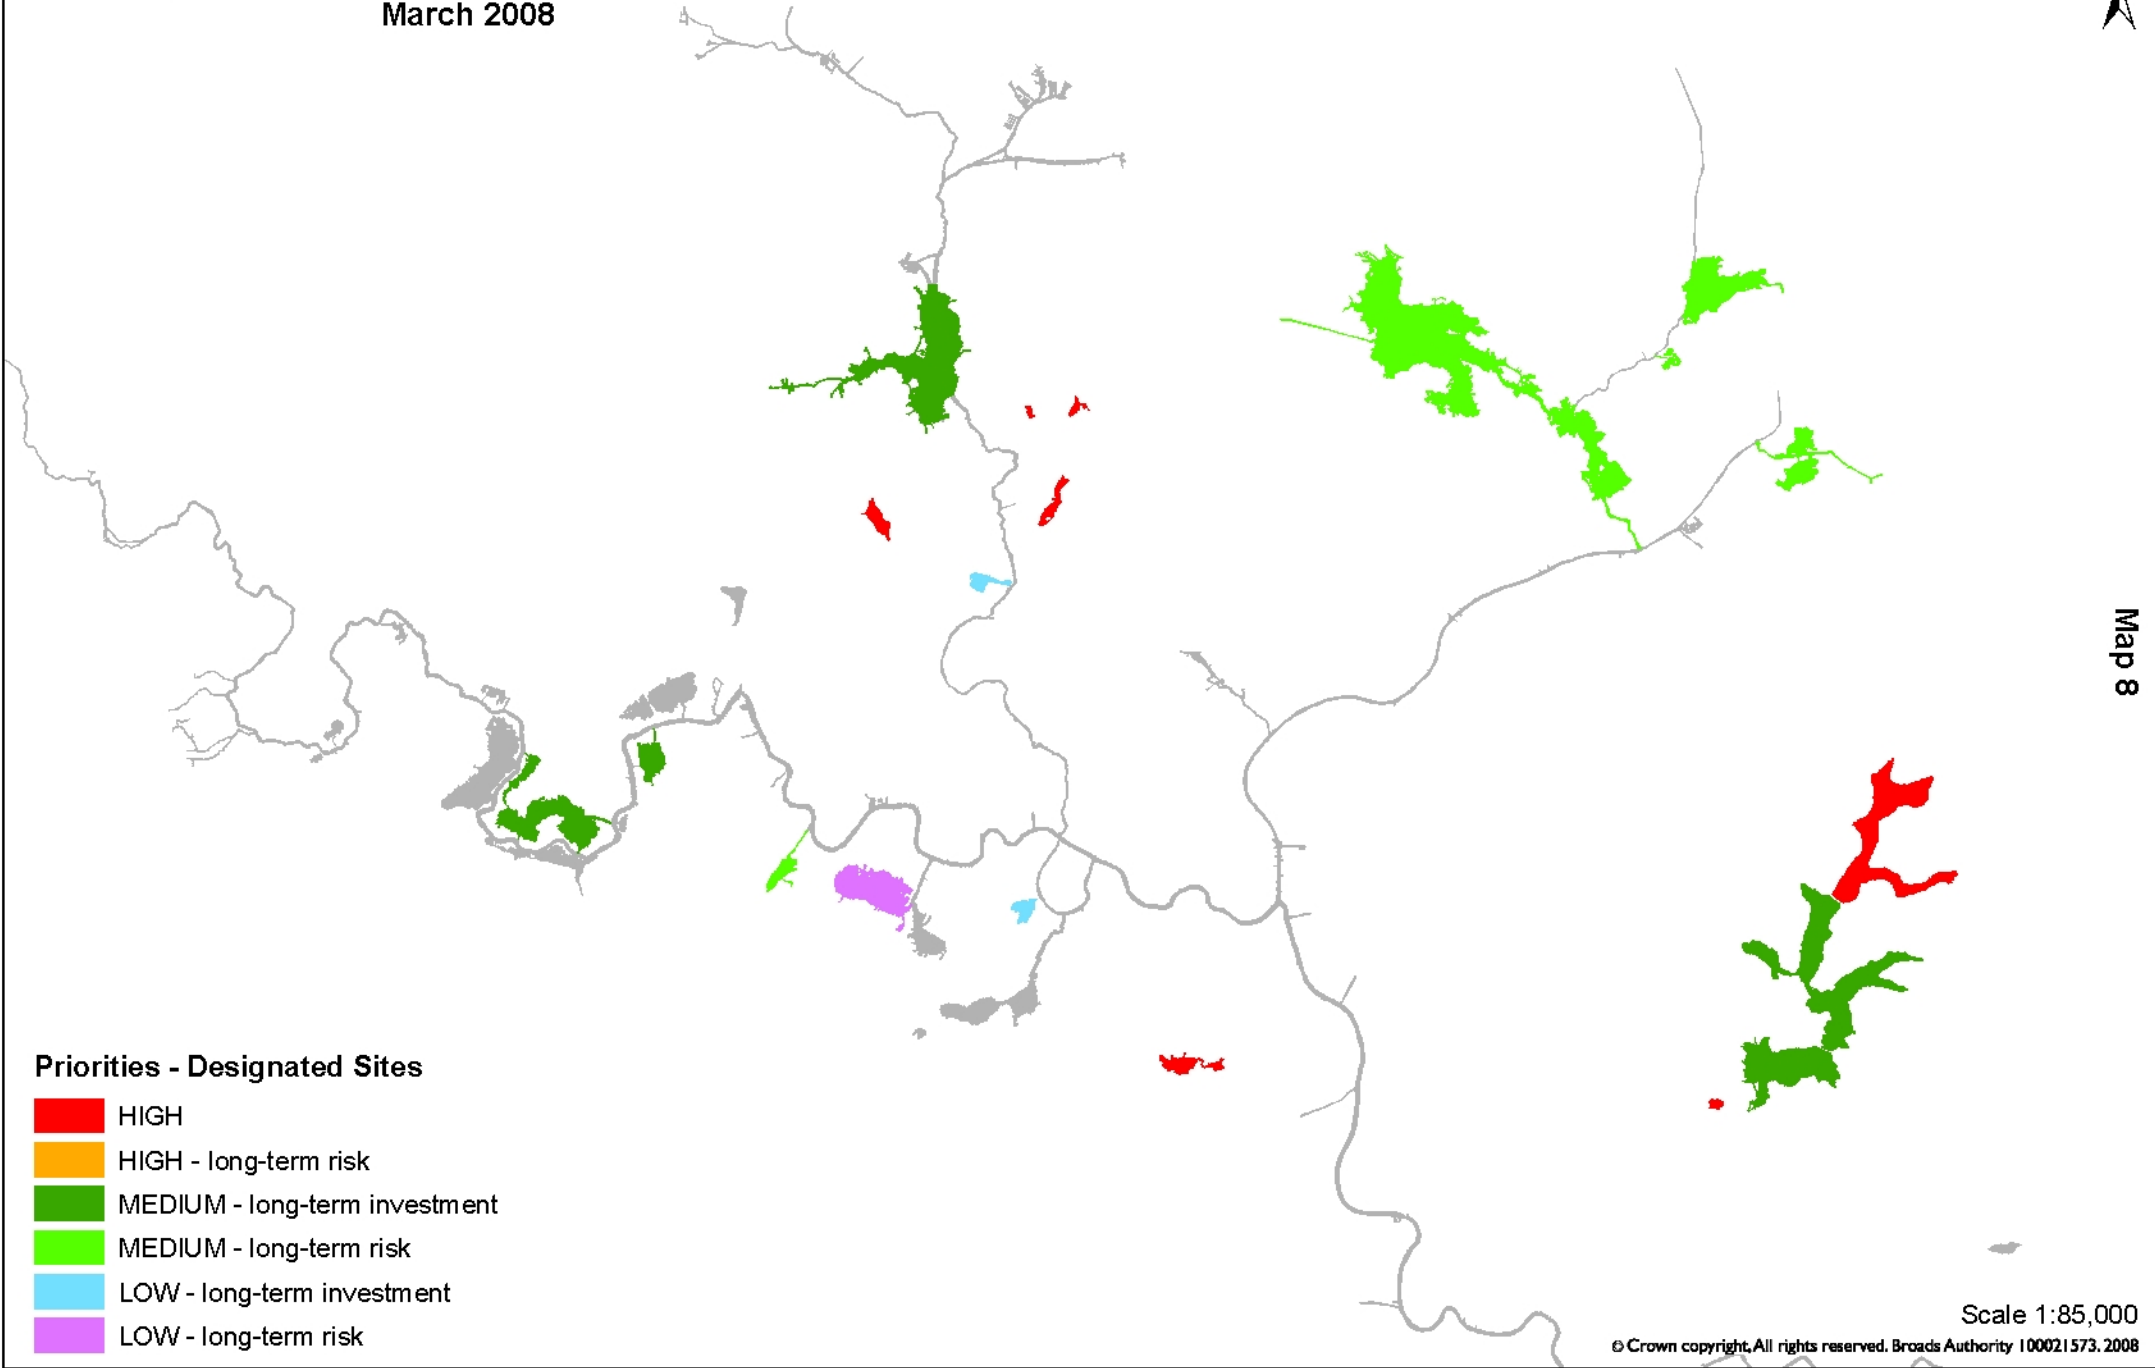 March 2008
Map 8
Priorities - Designated Sites
HIGH
HIGH - long-term risk
MEDIUM - long-term investment
MEDIUM - long-term risk
LOW - long-term investment
LOW - long-term risk
Scale 1:85,000
© Crown copyright, All rights reserved. Broads Authority 100021573. 2008